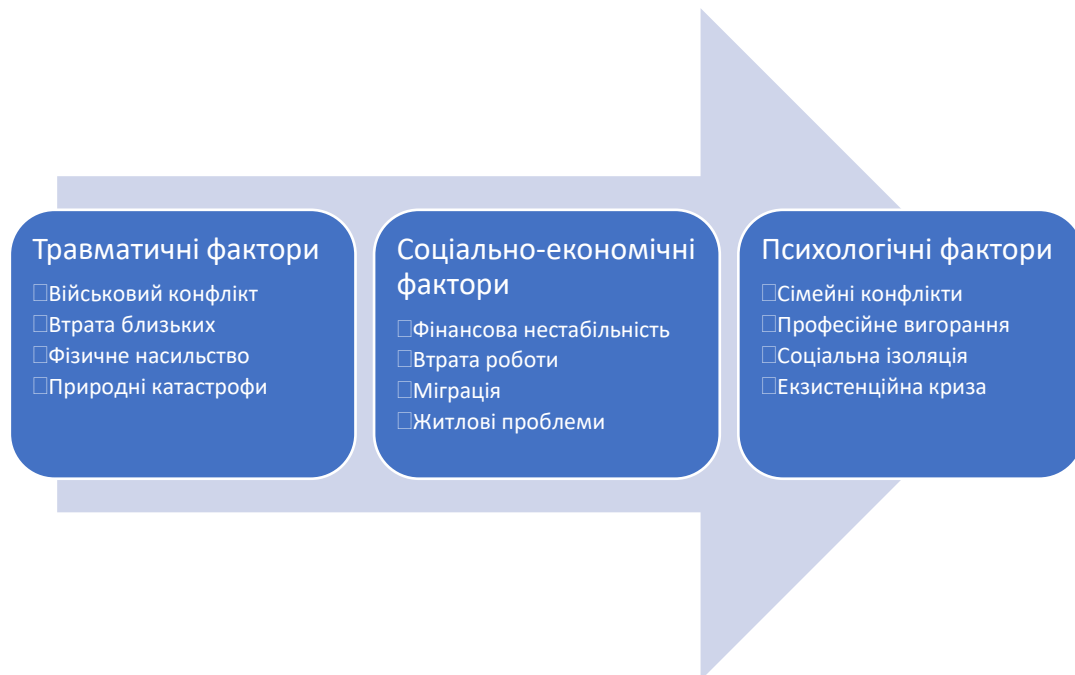 Травматичні фактори
□Військовий конфлікт
□Втрата близьких
□Фізичне насильство
□Природні катастрофи
Соціально-економічні
фактори
□Фінансова нестабільність
□Втрата роботи
□Міграція
□Житлові проблеми
Психологічні фактори
□Сімейні конфлікти
□Професійне вигорання
□Соціальна ізоляція
□Екзистенційна криза